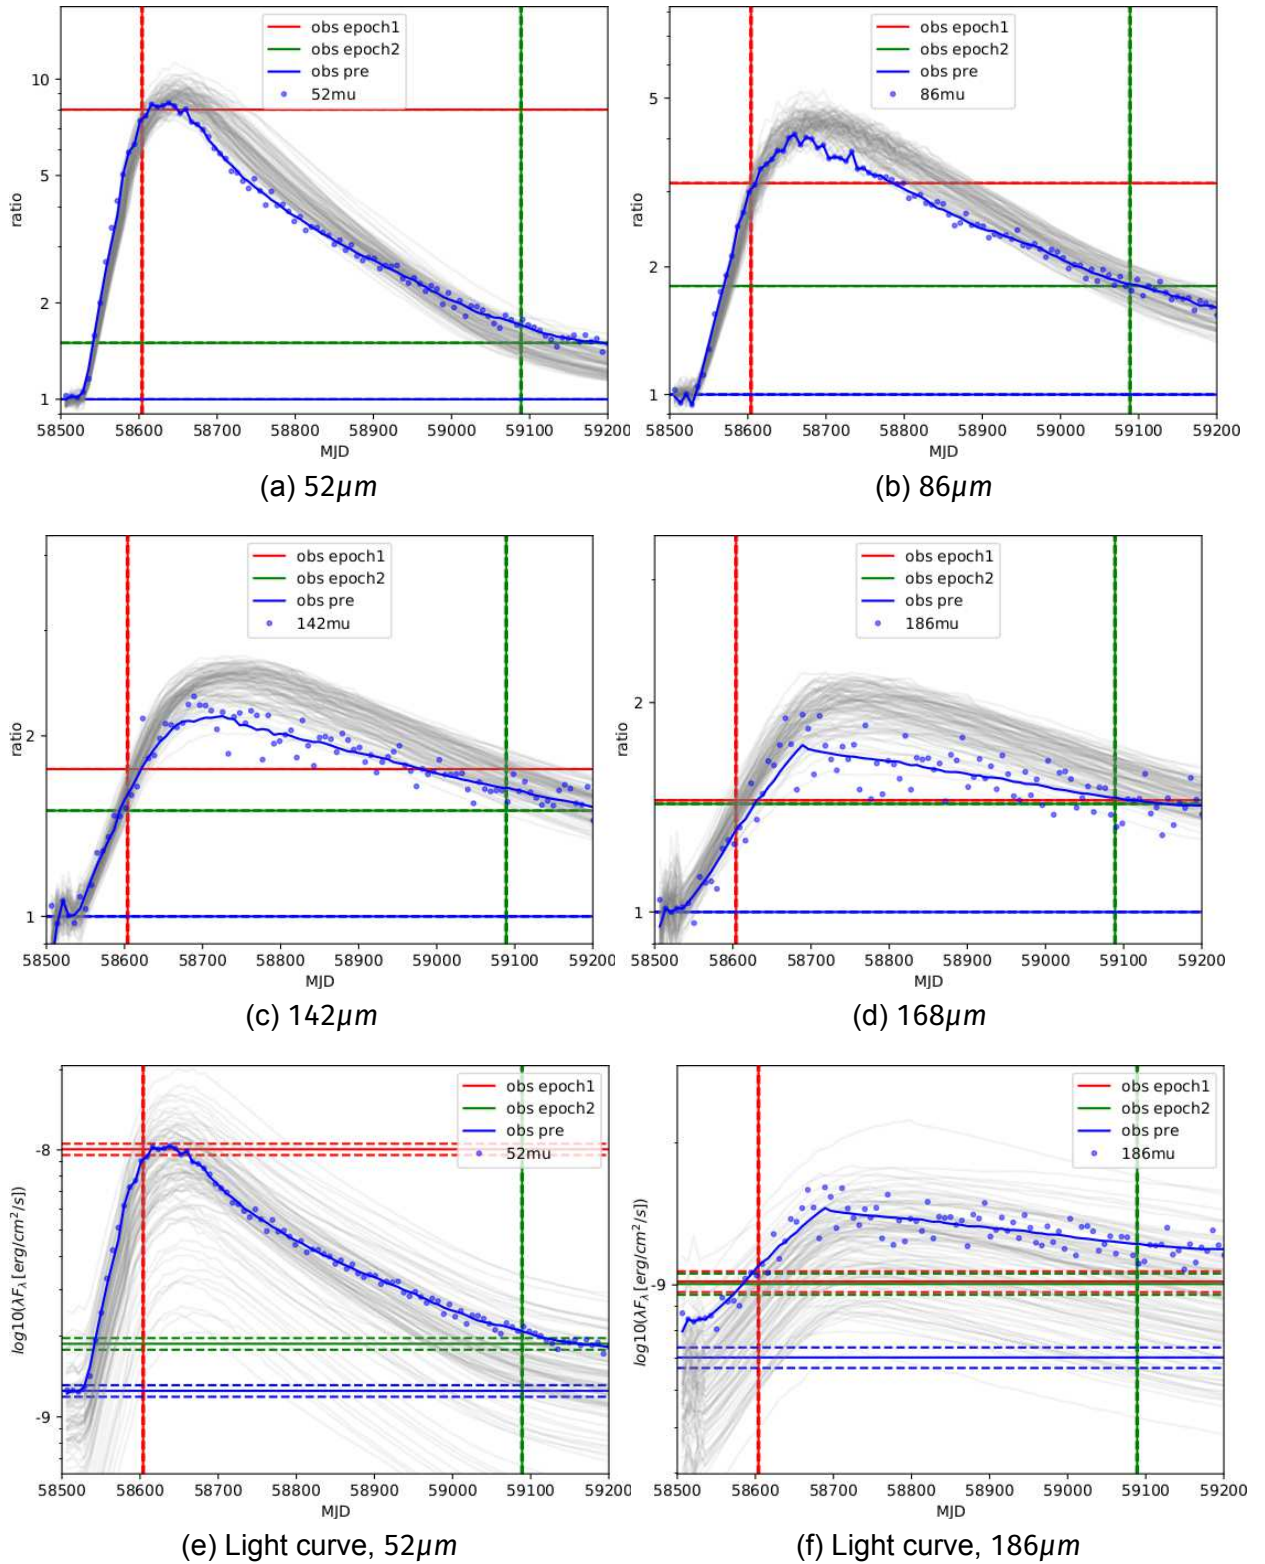 obs epoch1
obs epoch2
obs pre
52mu
10
5
2
1
ratio
58500 58600 58700 58800 58900 59000 59100 59200
MJD
(a) 52μm
obs epoch1
obs epoch2
obs pre
86mu
5
2
1
ratio
58500 58600 58700 58800 58900 59000 59100 59200
MJD
(b) 86μm
obs epoch1
obs epoch2
obs pre
142mu
2
1
ratio
58500 58600 58700 58800 58900 59000 59100 59200
MJD
(c) 142μm
obs epoch1
obs epoch2
obs pre
186mu
2
1
ratio
58500 58600 58700 58800 58900 59000 59100 59200
MJD
(d) 168μm
obs epoch1
obs epoch2
obs pre
52mu
-8
-9
log10(λF_λ[erg/cm²/s])
58500 58600 58700 58800 58900 59000 59100 59200
MJD
(e) Light curve, 52μm
obs epoch1
obs epoch2
obs pre
186mu
-9
log10(λF_λ[erg/cm²/s])
58500 58600 58700 58800 58900 59000 59100 59200
MJD
(f) Light curve, 186μm